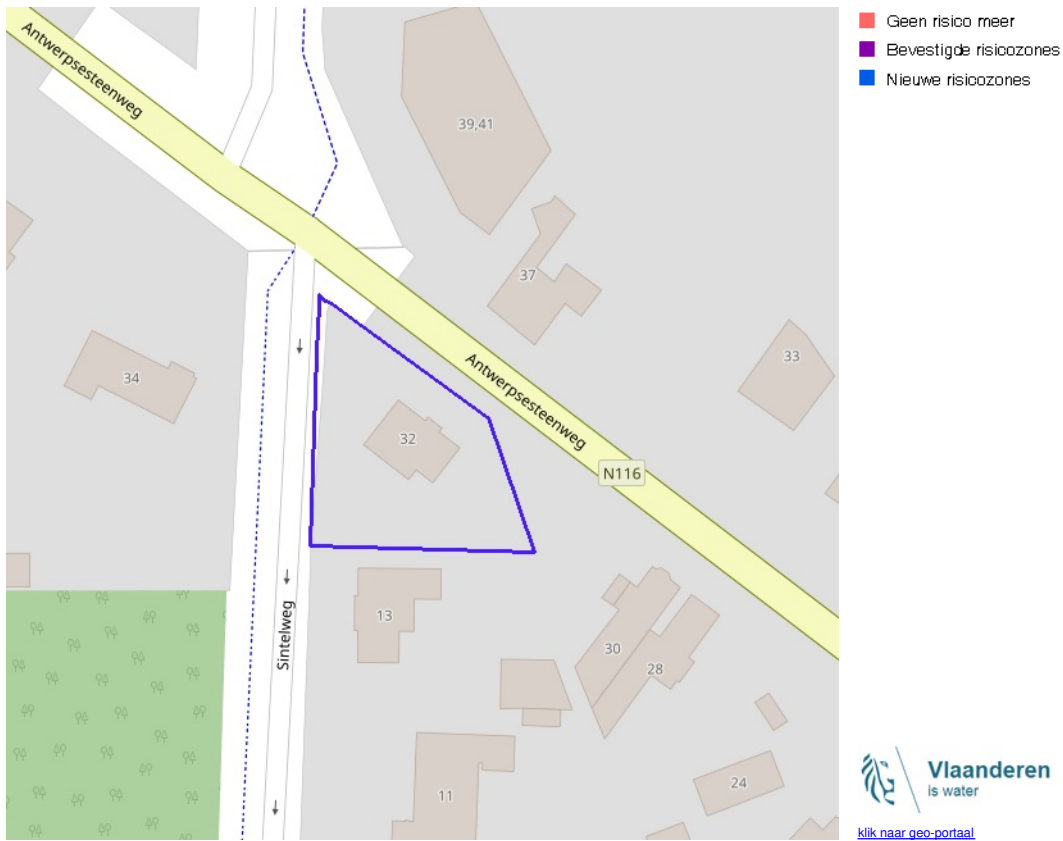 Antwerpsesteenweg
39,41
37
34
33
32
Antwerpsesteenweg
N116
13
Sintelweg
30
28
24
11
Geen risico meer
Bevestigde risicozones
Nieuwe risicozones
Vlaanderen
is water
klik naar geo-portaal